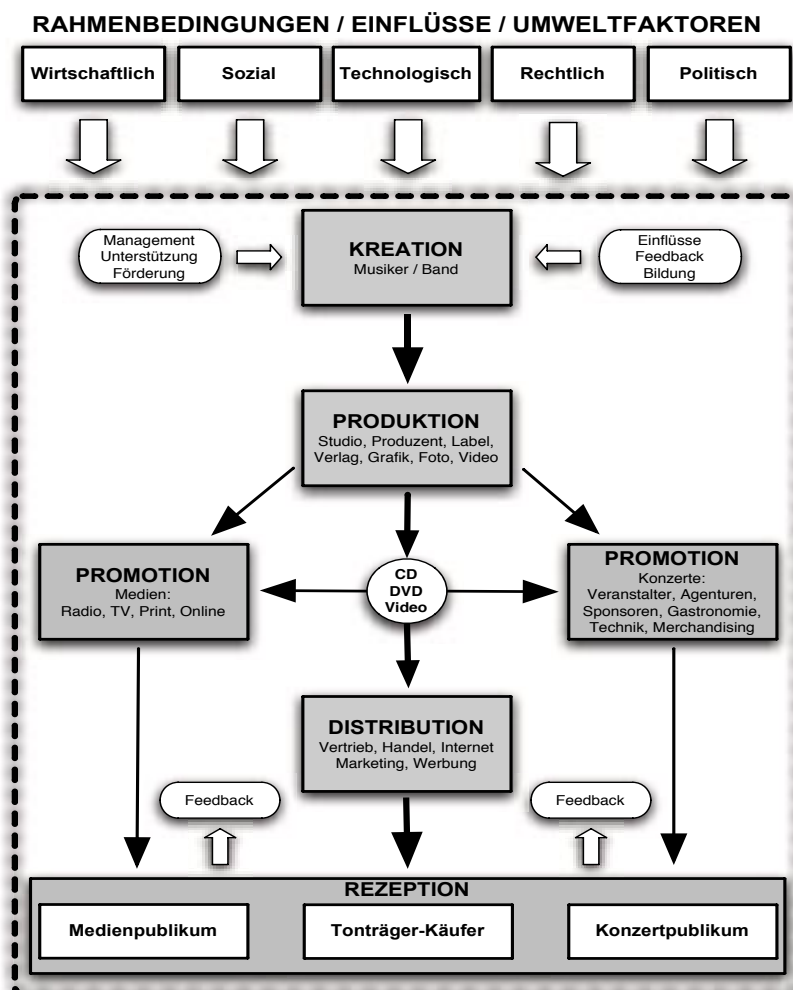 RAHMENBEDINGUNGEN / EINFLÜSSE / UMWELTFAKTOREN
Wirtschaftlich
Sozial
Technologisch
Rechtlich
Politisch
Management
Unterstützung
Förderung
KREATION
Musiker / Band
Einflüsse
Feedback
Bildung
PRODUKTION
Studio, Produzent, Label,
Verlag, Grafik, Foto, Video
PROMOTION
Medien:
Radio, TV, Print, Online
CD
DVD
Video
PROMOTION
Konzerte:
Veranstalter, Agenturen,
Sponsoren, Gastronomie,
Technik, Merchandising
DISTRIBUTION
Vertrieb, Handel, Internet
Marketing, Werbung
Feedback
Feedback
REZEPTION
Medienpublikum
Tonträger-Käufer
Konzertpublikum